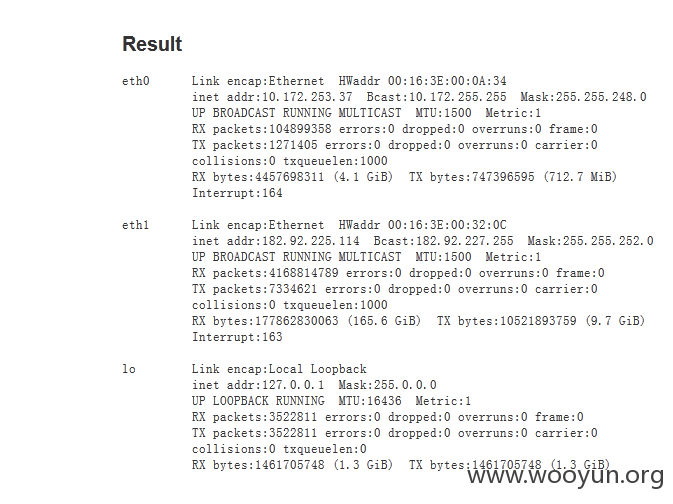 Result
eth0 Link encap:Ethernet HWaddr 00:16:3E:00:0A:34
inet addr:10.172.253.37 Bcast:10.172.255.255 Mask:255.255.248.0
UP BROADCAST RUNNING MULTICAST MTU:1500 Metric:1
RX packets:104899358 errors:0 dropped:0 overruns:0 frame:0
TX packets:1271405 errors:0 dropped:0 overruns:0 carrier:0
collisions:0 txqueuelen:1000
RX bytes:4457698311 (4.1 GiB) TX bytes:747396595 (712.7 MiB)
Interrupt:164
eth1 Link encap:Ethernet HWaddr 00:16:3E:00:32:0C
inet addr:182.92.225.114 Bcast:182.92.227.255 Mask:255.255.252.0
UP BROADCAST RUNNING MULTICAST MTU:1500 Metric:1
RX packets:4168814789 errors:0 dropped:0 overruns:0 frame:0
TX packets:7334621 errors:0 dropped:0 overruns:0 carrier:0
collisions:0 txqueuelen:1000
RX bytes:177862830063 (165.6 GiB) TX bytes:10521893759 (9.7 GiB)
Interrupt:163
lo Link encap:Local Loopback
inet addr:127.0.0.1 Mask:255.0.0.0
UP LOOPBACK RUNNING MTU:16436 Metric:1
RX packets:3522811 errors:0 dropped:0 overruns:0 frame:0
TX packets:3522811 errors:0 dropped:0 overruns:0 carrier:0
collisions:0 txqueuelen:0
RX bytes:1461705748 (1.3 GiB) TX bytes:1461705748 (1.3 GiB)
www.wooyun.org